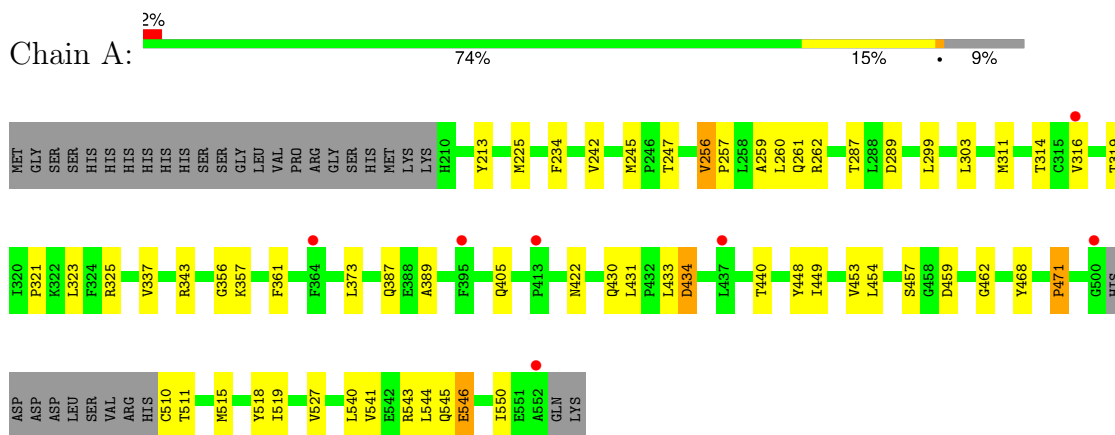 2%
Chain A:
74% 15% • 9%
MET GLY SER SER HIS HIS HIS HIS HIS HIS SER SER GLY LEU VAL PRO ARG GLY SER HIS MET LYS LYS H210 Y213 M225 F234 V242 M245 P246 T247 V256 P257 L258 A259 L260 Q261 R262 T287 L288 D289 L299 L303 M311 T314 C315 V316 T319
I320 P321 K322 L323 F324 R325 V337 R343 G356 K357 F361 F364 L373 Q387 E388 A389 F395 Q405 P413 N422 Q430 L431 P432 L433 D434 L437 T440 Y448 I449 V453 L454 S457 G458 D459 G462 Y468 P471 G500 HIS
ASP ASP ASP LEU SER VAL ARG HIS C510 T511 M515 Y518 I519 V527 L540 V541 E542 R543 L544 Q545 E546 I550 E551 A552 GLN LYS